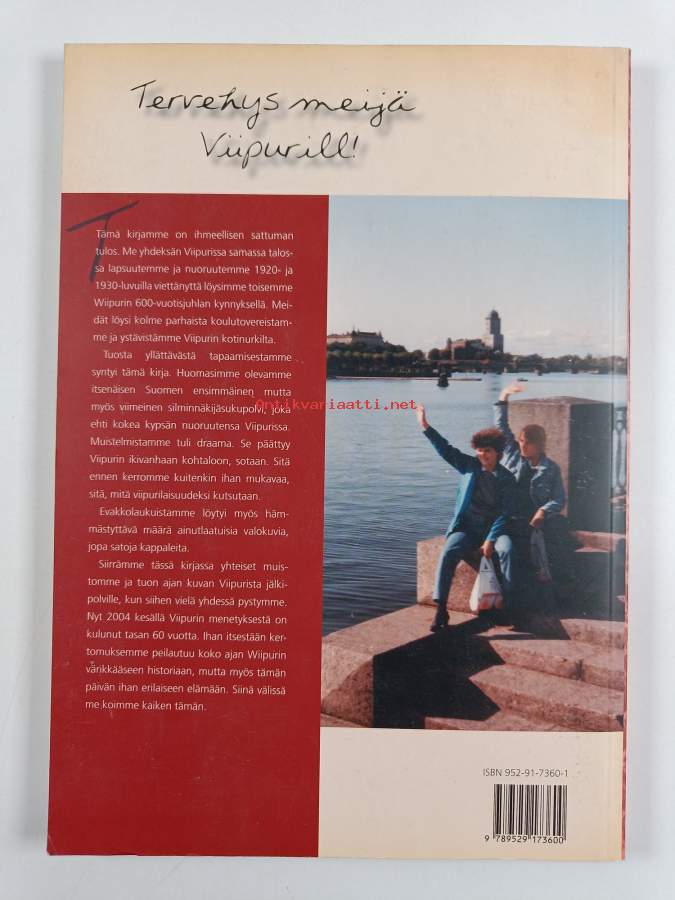 Tervehys meijä
Viipurill!
Tämä kirjamme on ihmeellisen sattuman
tulos. Me yhdeksän Viipurissa samassa talos-
sa lapsuutemme ja nuoruutemme 1920- ja
1930-luvuilla viettänyttä löysimme toisemme
Wiipurin 600-vuotisjuhlan kynnyksellä. Mei-
dät löysi kolme parhaista koulutovereistam-
me ja ystävistämme Viipurin kotinurkilta.
Tuosta yllättävästä tapaamisestamme
syntyi tämä kirja. Huomasimme olevamme
itsenäisen Suomen ensimmäinen mutta
myös viimeinen silminnäkijäsukupolvi, joka
ehti kokea kypsän nuoruutensa Viipurissa.
Muistelmistamme tuli draama. Se päättyy
Viipurin ikivanhaan kohtaloon, sotaan. Sitä
ennen kerromme kuitenkin ihan mukavaa,
sitä, mitä viipurilaisuudeksi kutsutaan.
Evakkolaukuistamme löytyi myös häm-
mästyttävä määrä ainutlaatuisia valokuvia,
jopa satoja kappaleita.
Siirrämme tässä kirjassa yhteiset muis-
tomme ja tuon ajan kuvan Viipurista jälki-
polville, kun siihen vielä yhdessä pystymme.
Nyt 2004 kesällä Viipurin menetyksestä on
kulunut tasan 60 vuotta. Ihan itsestään ker-
tomuksemme peilautuu koko ajan Wiipurin
värikkääseen historiaan, mutta myös tämän
päivän ihan erilaiseen elämään. Siinä välissä
me koimme kaiken tämän.
Antikvariaatti.net
ISBN 952-91-7360-1
9 789529 173600